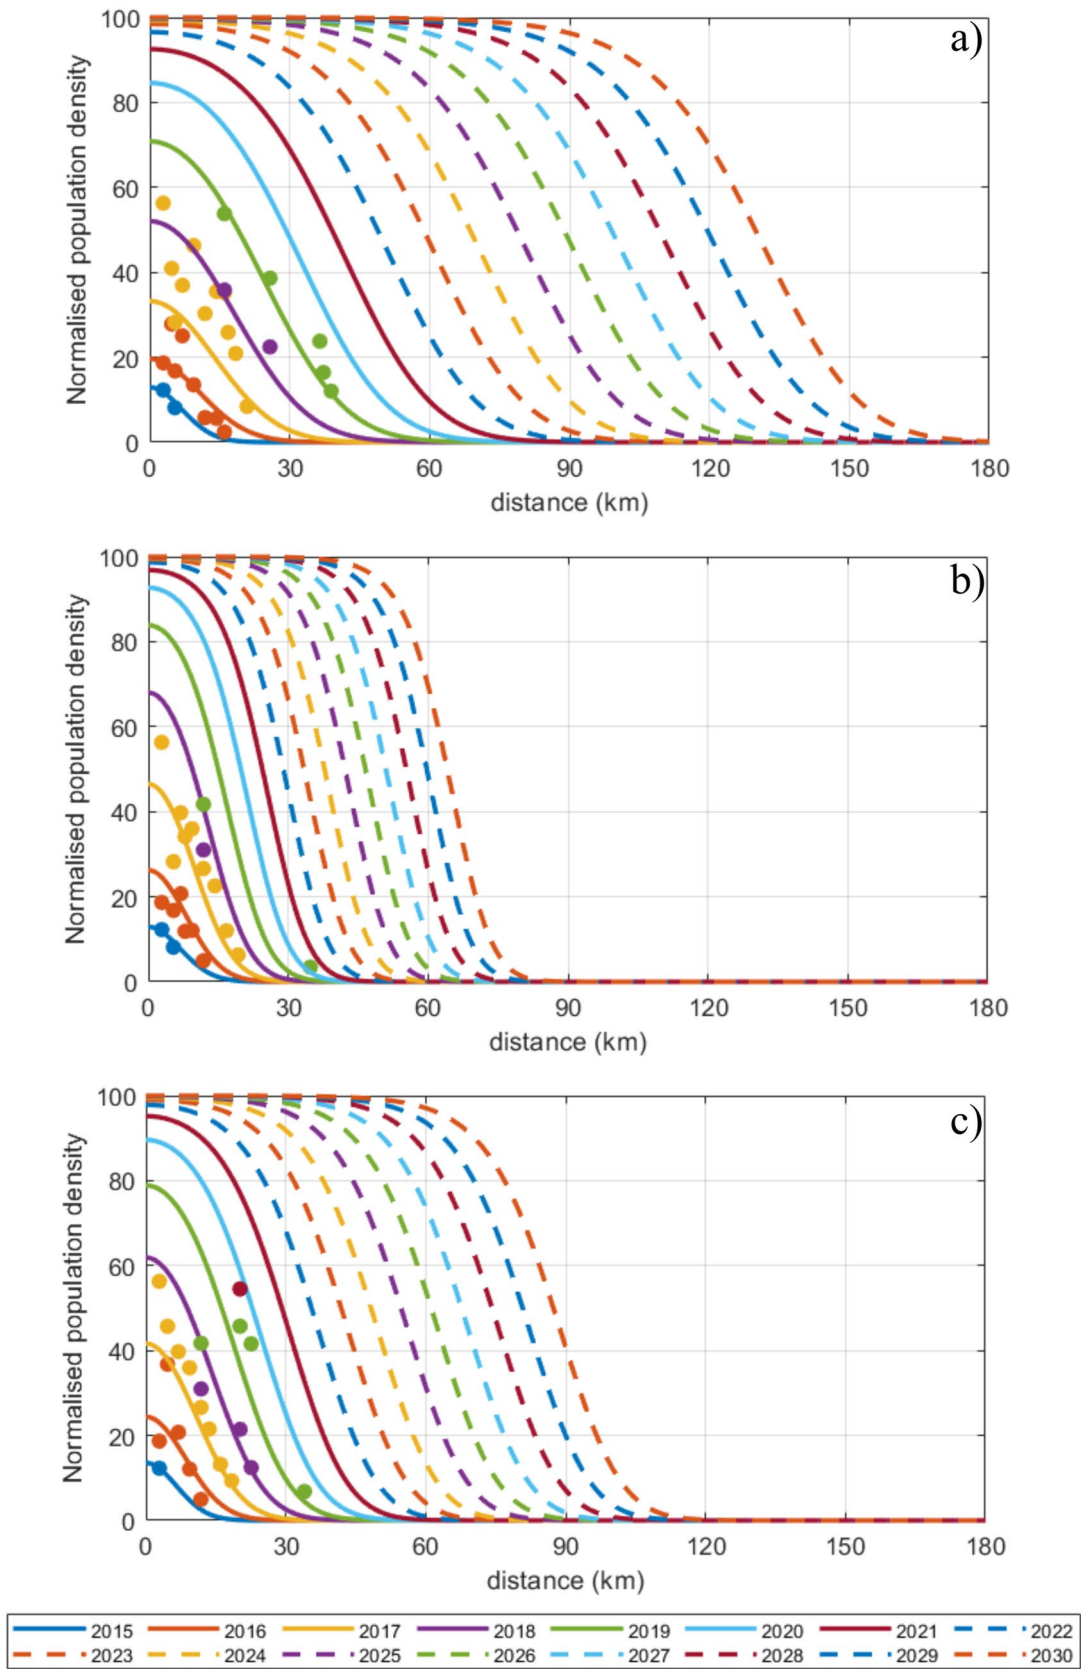 a)
Normalised population density
100
80
60
40
20
0
0 30 60 90 120 150 180
distance (km)
b)
Normalised population density
100
80
60
40
20
0
0 30 60 90 120 150 180
distance (km)
c)
Normalised population density
100
80
60
40
20
0
0 30 60 90 120 150 180
distance (km)
2015 2016 2017 2018 2019 2020 2021 2022
2023 2024 2025 2026 2027 2028 2029 2030